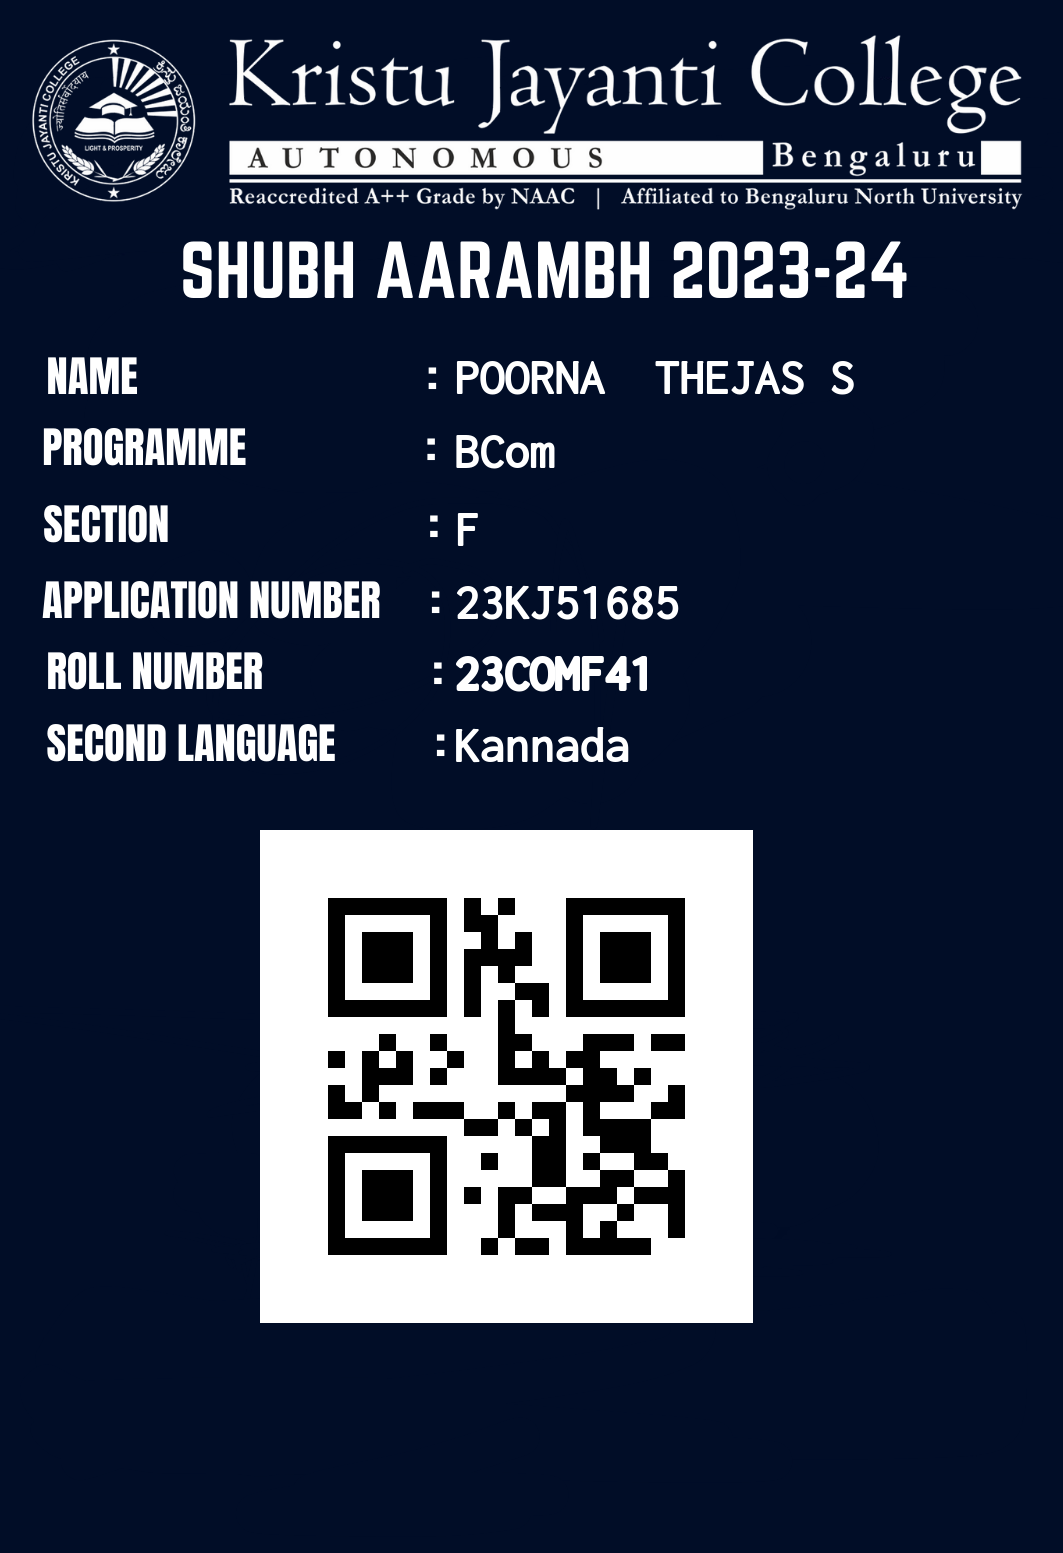 KRISTU JAYANTI COLLEGE
ಕ್ರಿಸ್ತು ಜಯಂತಿ ಕಾಲೇಜು
LIGHT & PROSPERITY
Kristu Jayanti College
AUTONOMOUS Bengaluru
Reaccredited A++ Grade by NAAC | Affiliated to Bengaluru North University
SHUBH AARAMBH 2023-24
NAME : POORNA THEJAS S
PROGRAMME : BCom
SECTION : F
APPLICATION NUMBER : 23KJ51685
ROLL NUMBER : 23COMF41
SECOND LANGUAGE : Kannada